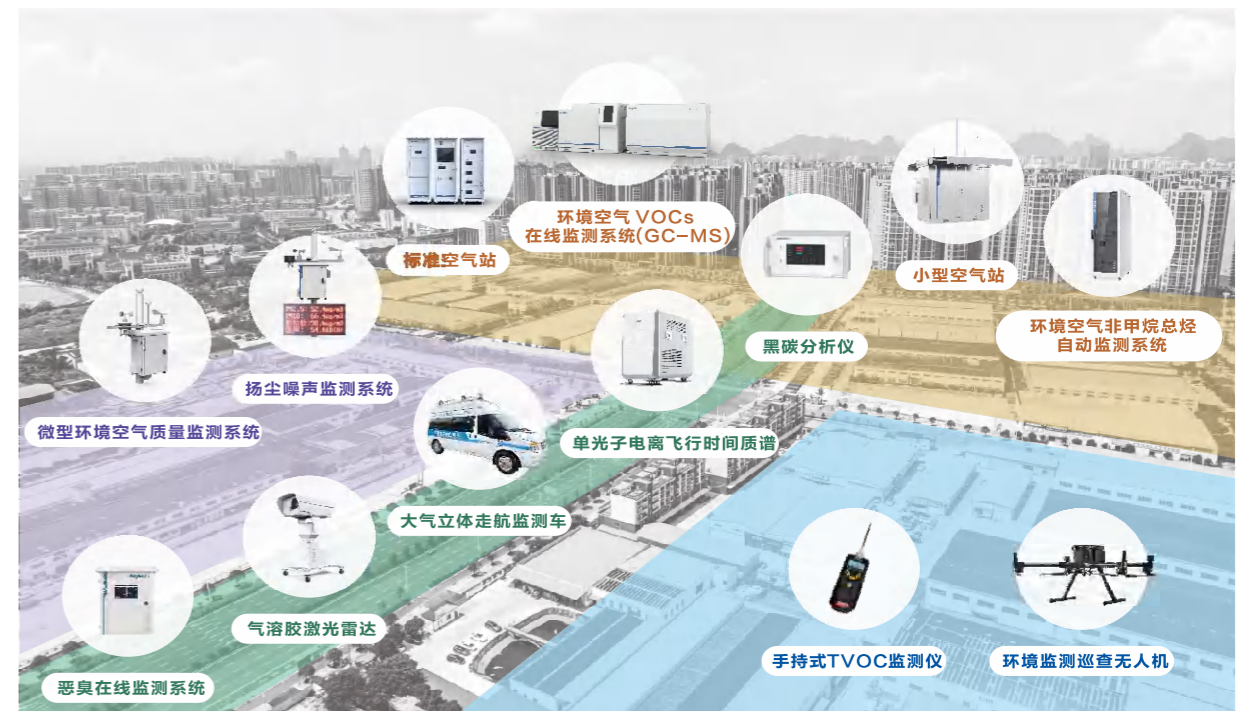 环境空气 VOCs
在线监测系统(GC-MS)
标准空气站
小型空气站
环境空气非甲烷总烃
自动监测系统
黑碳分析仪
扬尘噪声监测系统
微型环境空气质量监测系统
单光子电离飞行时间质谱
大气立体走航监测车
气溶胶激光雷达
恶臭在线监测系统
手持式TVOC监测仪
环境监测巡查无人机